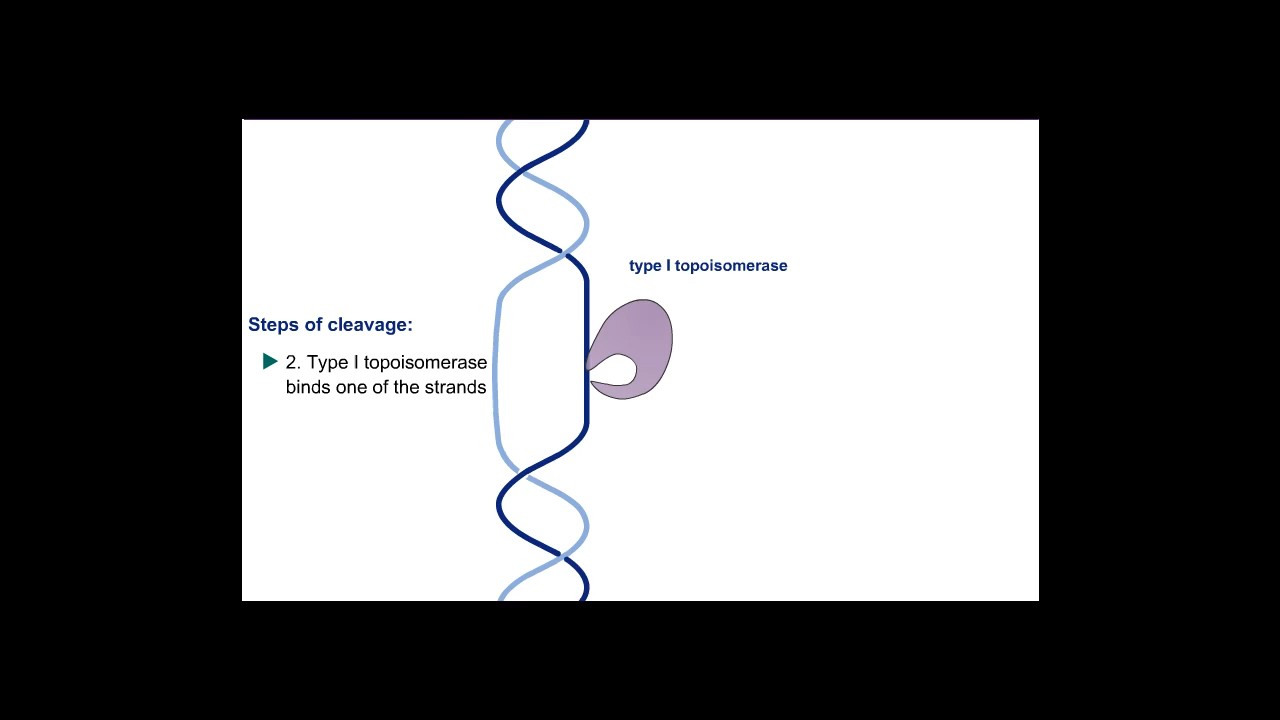 type I topoisomerase
Steps of cleavage:
2. Type I topoisomerase
binds one of the strands